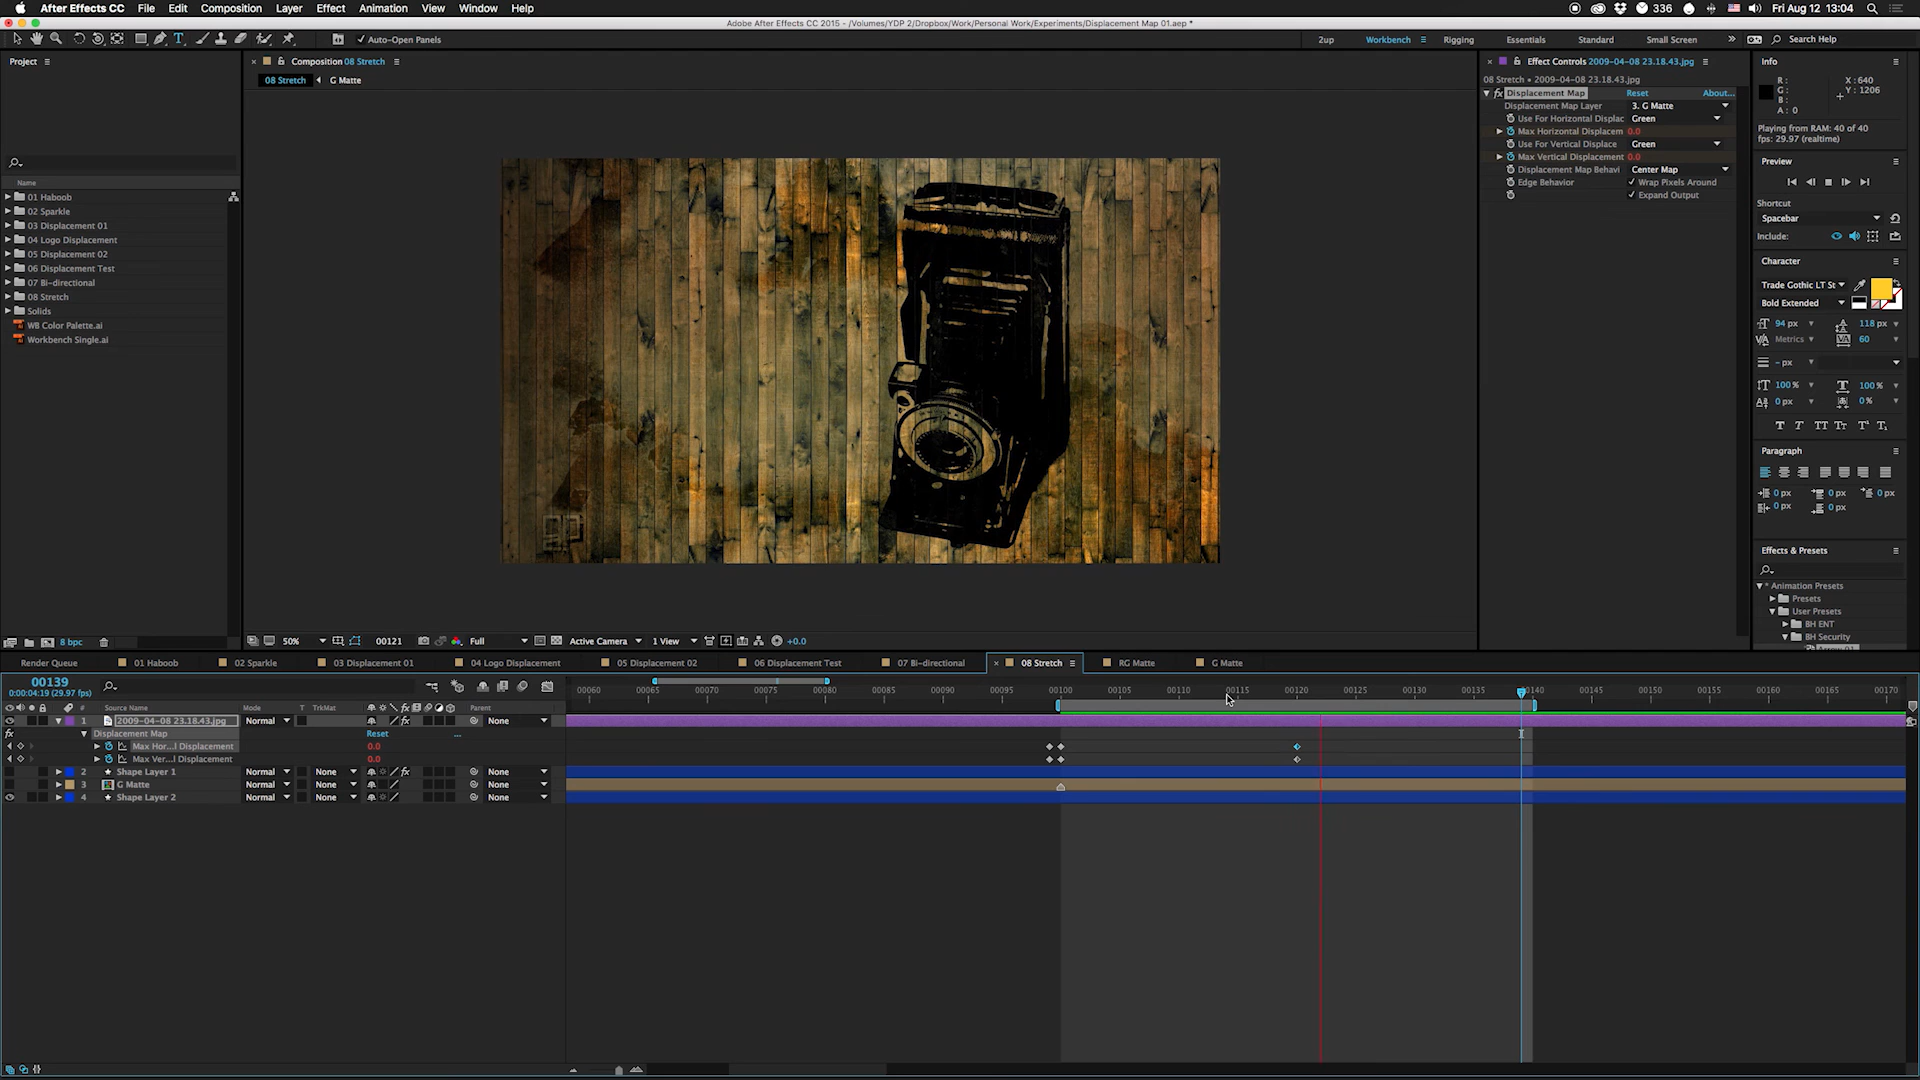 After Effects CC File Edit Composition Layer Effect Animation View Window Help 336 Fri Aug 12 13:04
Adobe After Effects CC 2015 - /Volumes/YDP 2/Dropbox/Work/Personal Work/Experiments/Displacement Map 01.aep *
Auto-Open Panels 2up Workbench Rigging Essentials Standard Small Screen Search Help
Project Composition 08 Stretch Effect Controls 2009-04-08 23.18.43.jpg Info
08 Stretch G Matte
08 Stretch • 2009-04-08 23.18.43.jpg
Displacement Map Reset About...
Displacement Map Layer 3. G Matte
Use For Horizontal Displac Green
Max Horizontal Displacem 0.0
Use For Vertical Displace Green
Max Vertical Displacement 0.0
Displacement Map Behavi Center Map
Edge Behavior Wrap Pixels Around
Expand Output
R :
G :
B :
A : 0
X : 640
Y : 1206
Playing from RAM: 40 of 40
fps: 29.97 (realtime)
Preview
Shortcut
Spacebar
Include:
Character
Trade Gothic LT St
Bold Extended
94 px 118 px
Metrics 60
- px
100 % 100 %
0 px 0 %
Paragraph
0 px 0 px 0 px
0 px 0 px
Effects & Presets
* Animation Presets
Presets
User Presets
BH ENT
BH Security
Name
01 Haboob
02 Sparkle
03 Displacement 01
04 Logo Displacement
05 Displacement 02
06 Displacement Test
07 Bi-directional
08 Stretch
Solids
WB Color Palette.ai
Workbench Single.ai
8 bpc 50% 00121 Full Active Camera 1 View +0.0
Render Queue 01 Haboob 02 Sparkle 03 Displacement 01 04 Logo Displacement 05 Displacement 02 06 Displacement Test 07 Bi-directional 08 Stretch RG Matte G Matte
00139
0:00:04:19 (29.97 fps)
00060 00065 00070 00075 00080 00085 00090 00095 00100 00105 00110 00115 00120 00125 00130 00135 00140 00145 00150 00155 00160 00165 00170
# Source Name Mode T TrkMat Parent
1 2009-04-08 23.18.43.jpg Normal None
Displacement Map Reset ...
Max Hor...l Displacement 0.0
Max Ver...l Displacement 0.0
2 Shape Layer 1 Normal None None
3 G Matte Normal None None
4 Shape Layer 2 Normal None None